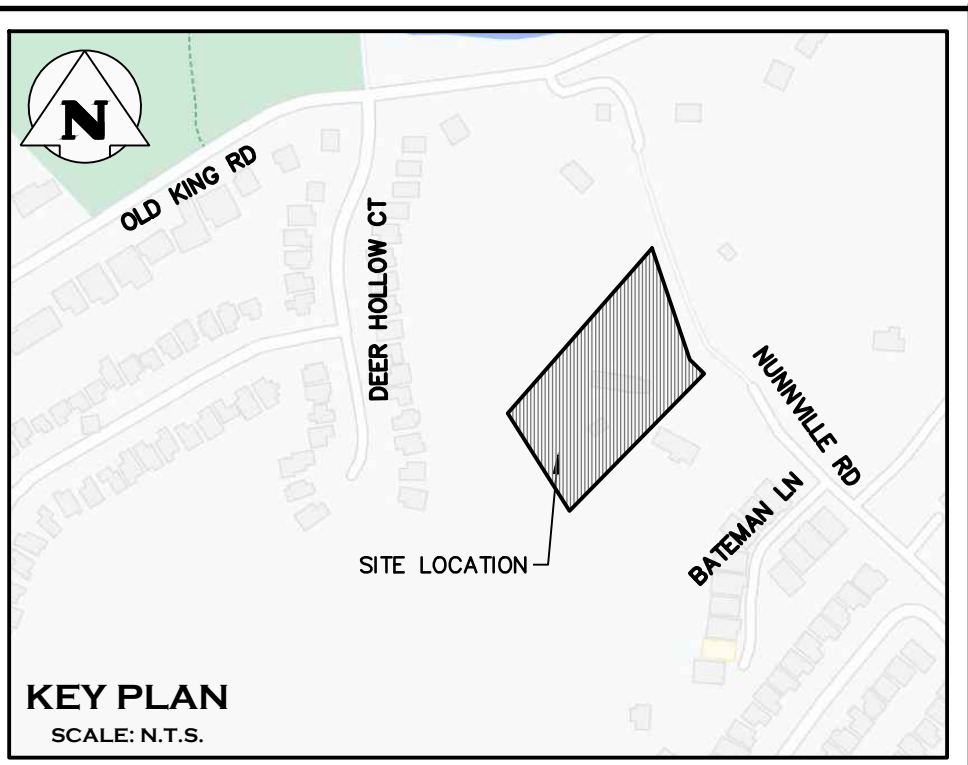 N
OLD KING RD
DEER HOLLOW CT
NUNNVILLE RD
BATEMAN LN
SITE LOCATION
KEY PLAN
SCALE: N.T.S.